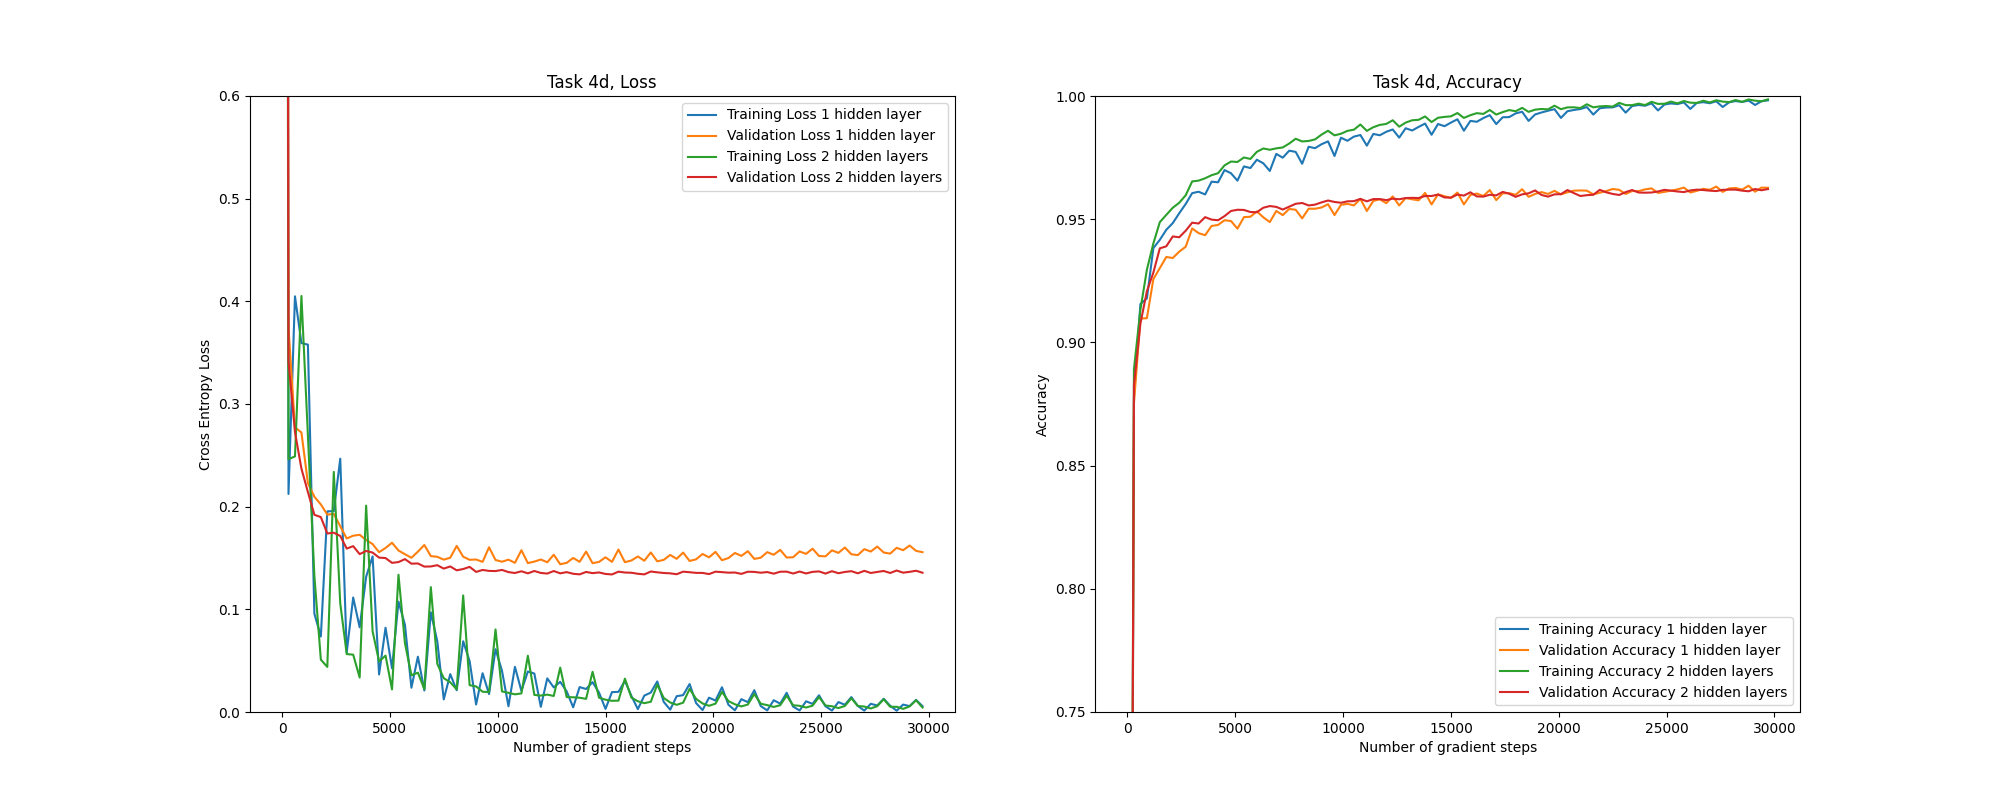 Task 4d, Loss
0.6
0.5
0.4
0.3
0.2
0.1
0.0
Cross Entropy Loss
Training Loss 1 hidden layer
Validation Loss 1 hidden layer
Training Loss 2 hidden layers
Validation Loss 2 hidden layers
0 5000 10000 15000 20000 25000 30000
Number of gradient steps
Task 4d, Accuracy
1.00
0.95
0.90
0.85
0.80
0.75
Accuracy
Training Accuracy 1 hidden layer
Validation Accuracy 1 hidden layer
Training Accuracy 2 hidden layers
Validation Accuracy 2 hidden layers
0 5000 10000 15000 20000 25000 30000
Number of gradient steps